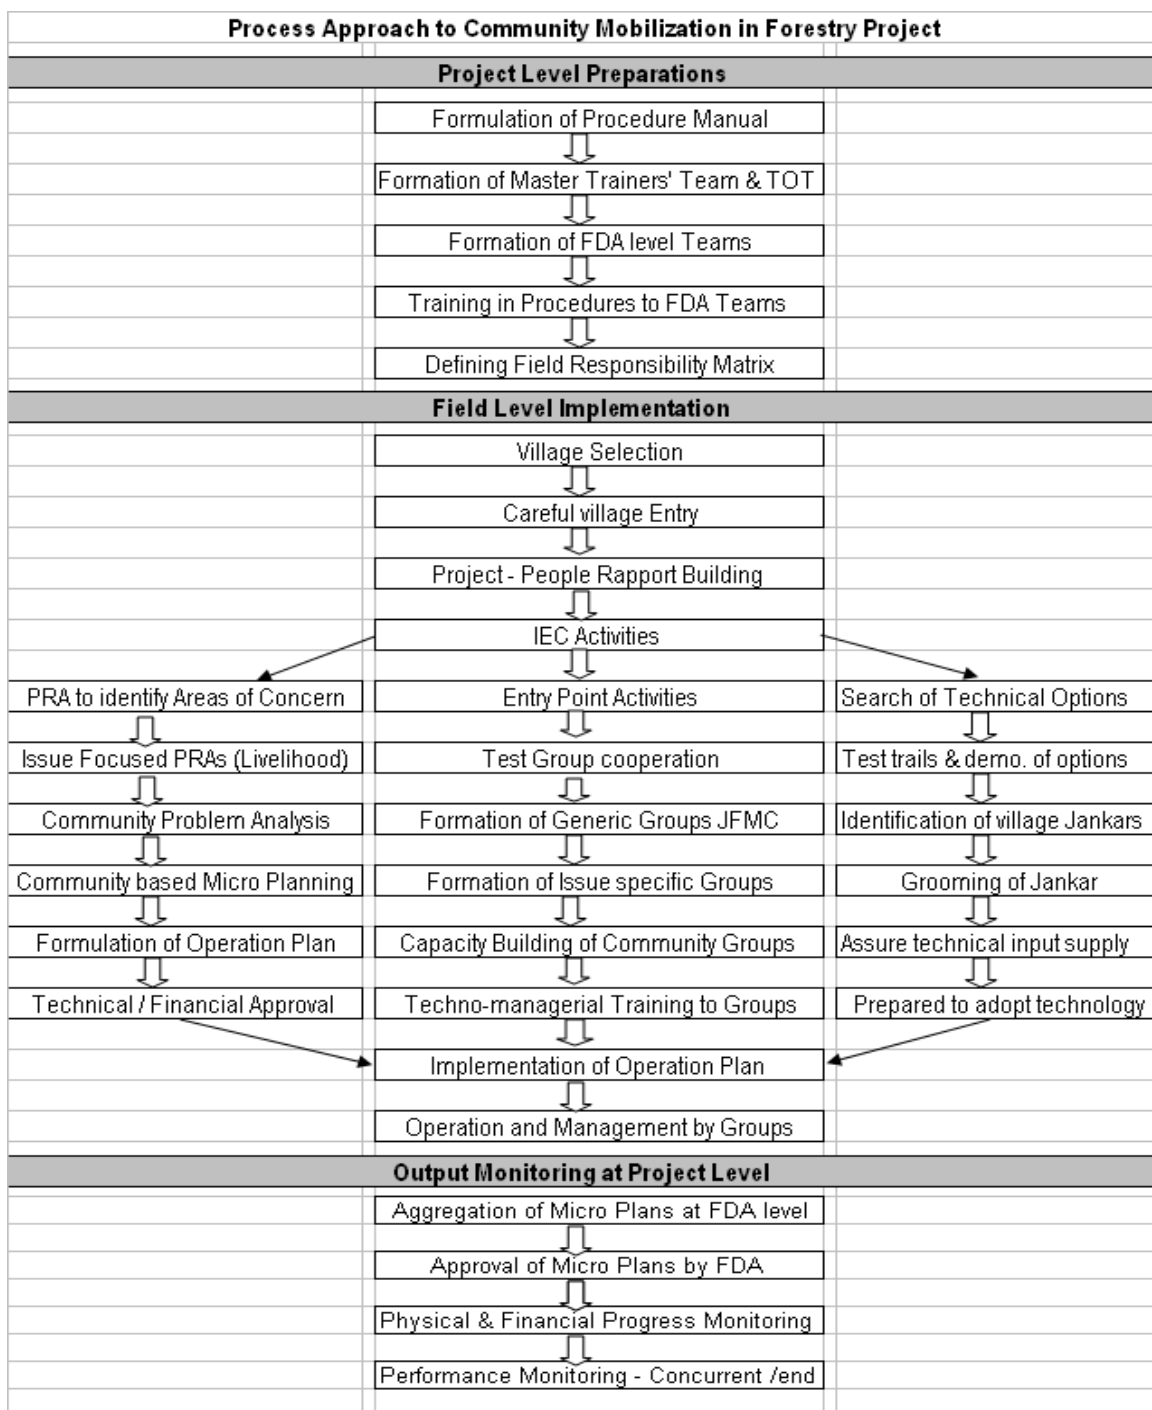 Process Approach to Community Mobilization in Forestry Project
Project Level Preparations
Formulation of Procedure Manual
Formation of Master Trainers' Team & TOT
Formation of FDA level Teams
Training in Procedures to FDA Teams
Defining Field Responsibility Matrix
Field Level Implementation
Village Selection
Careful village Entry
Project - People Rapport Building
IEC Activities
PRA to identify Areas of Concern
Entry Point Activities
Search of Technical Options
Issue Focused PRAs (Livelihood)
Test Group cooperation
Test trails & demo. of options
Community Problem Analysis
Formation of Generic Groups JFMC
Identification of village Jankars
Community based Micro Planning
Formation of Issue specific Groups
Grooming of Jankar
Formulation of Operation Plan
Capacity Building of Community Groups
Assure technical input supply
Technical / Financial Approval
Techno-managerial Training to Groups
Prepared to adopt technology
Implementation of Operation Plan
Operation and Management by Groups
Output Monitoring at Project Level
Aggregation of Micro Plans at FDA level
Approval of Micro Plans by FDA
Physical & Financial Progress Monitoring
Performance Monitoring - Concurrent /end